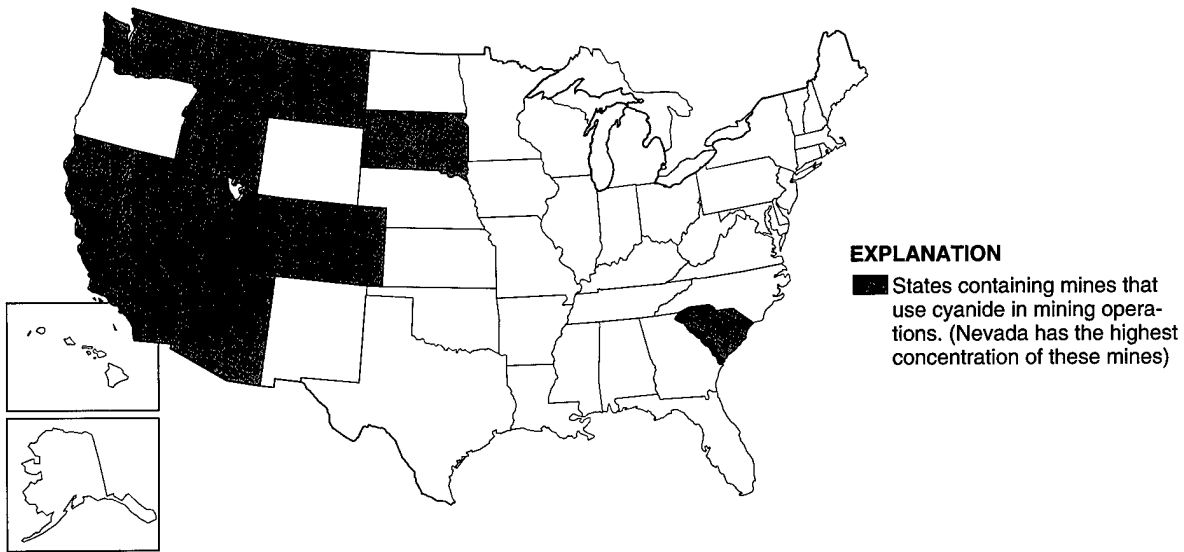 EXPLANATION
States containing mines that
use cyanide in mining opera-
tions. (Nevada has the highest
concentration of these mines)